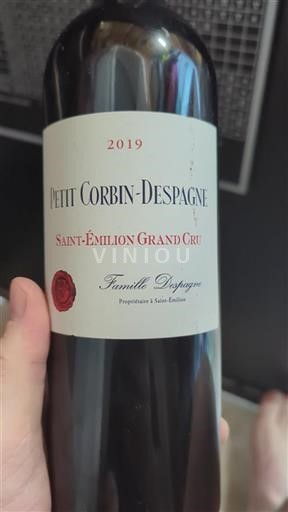 2019
PETIT CORBIN-DESPAGNE
SAINT-ÉMILION GRAND CRU
VINIOU
Famille Despagne
Propriétaire à Saint-Émilion